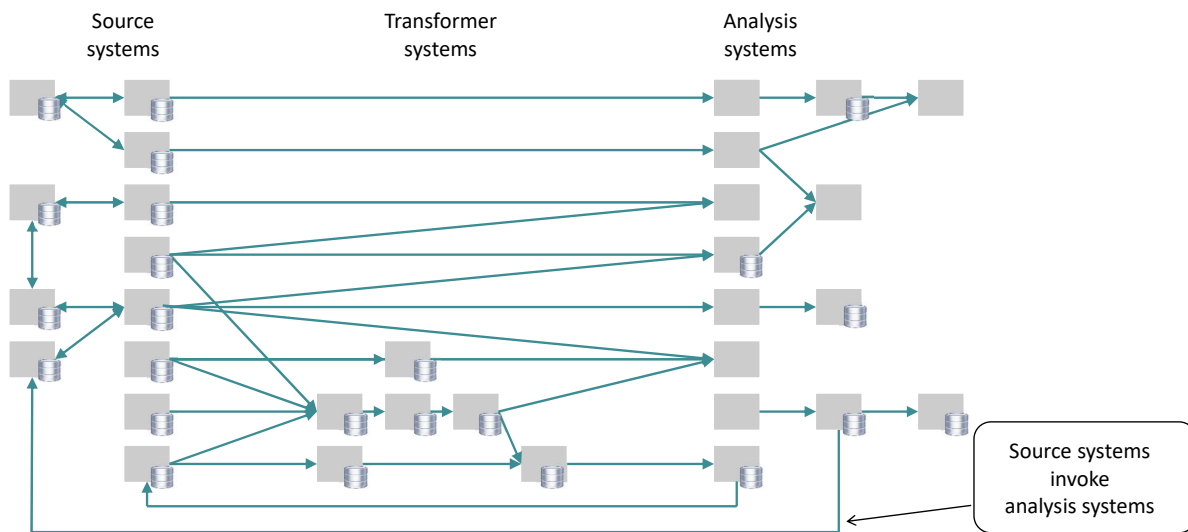 Source
systems
Transformer
systems
Analysis
systems
Source systems
invoke
analysis systems